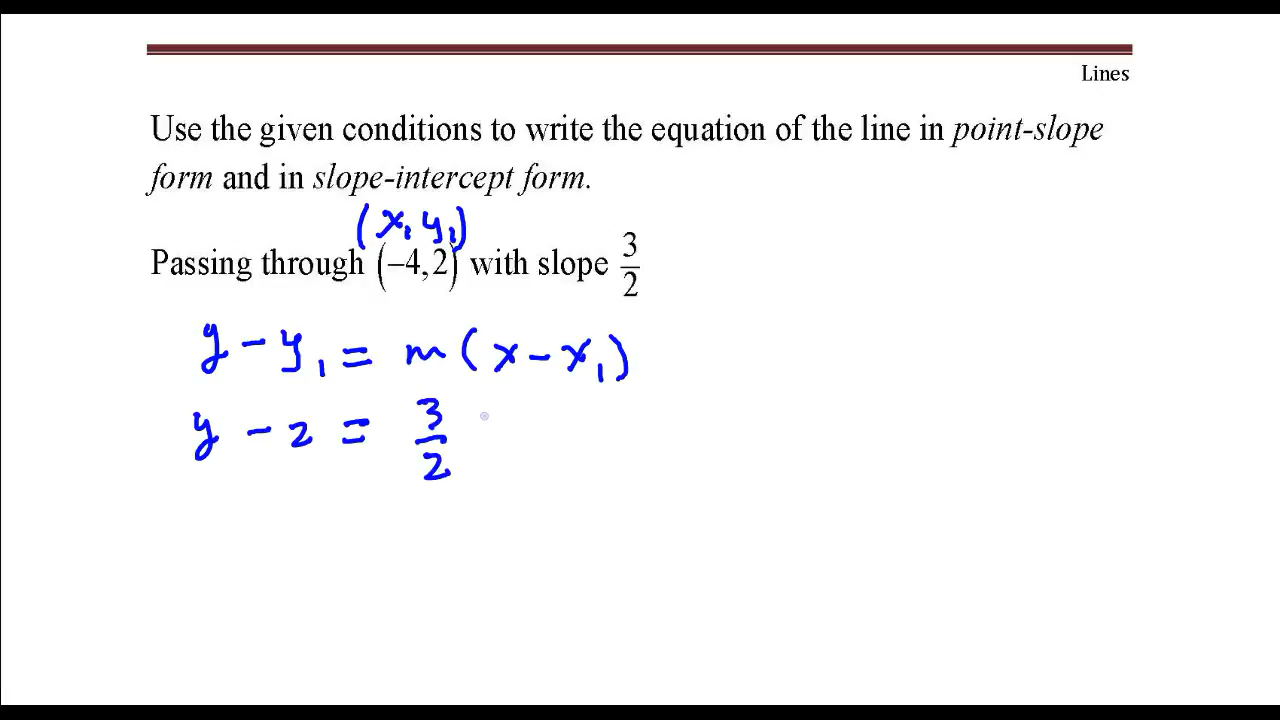 Lines
Use the given conditions to write the equation of the line in point-slope
form and in slope-intercept form.
(x₁ y₁)
Passing through (−4,2) with slope 3/2
y − y₁ = m(x − x₁)
y − 2 = 3/2